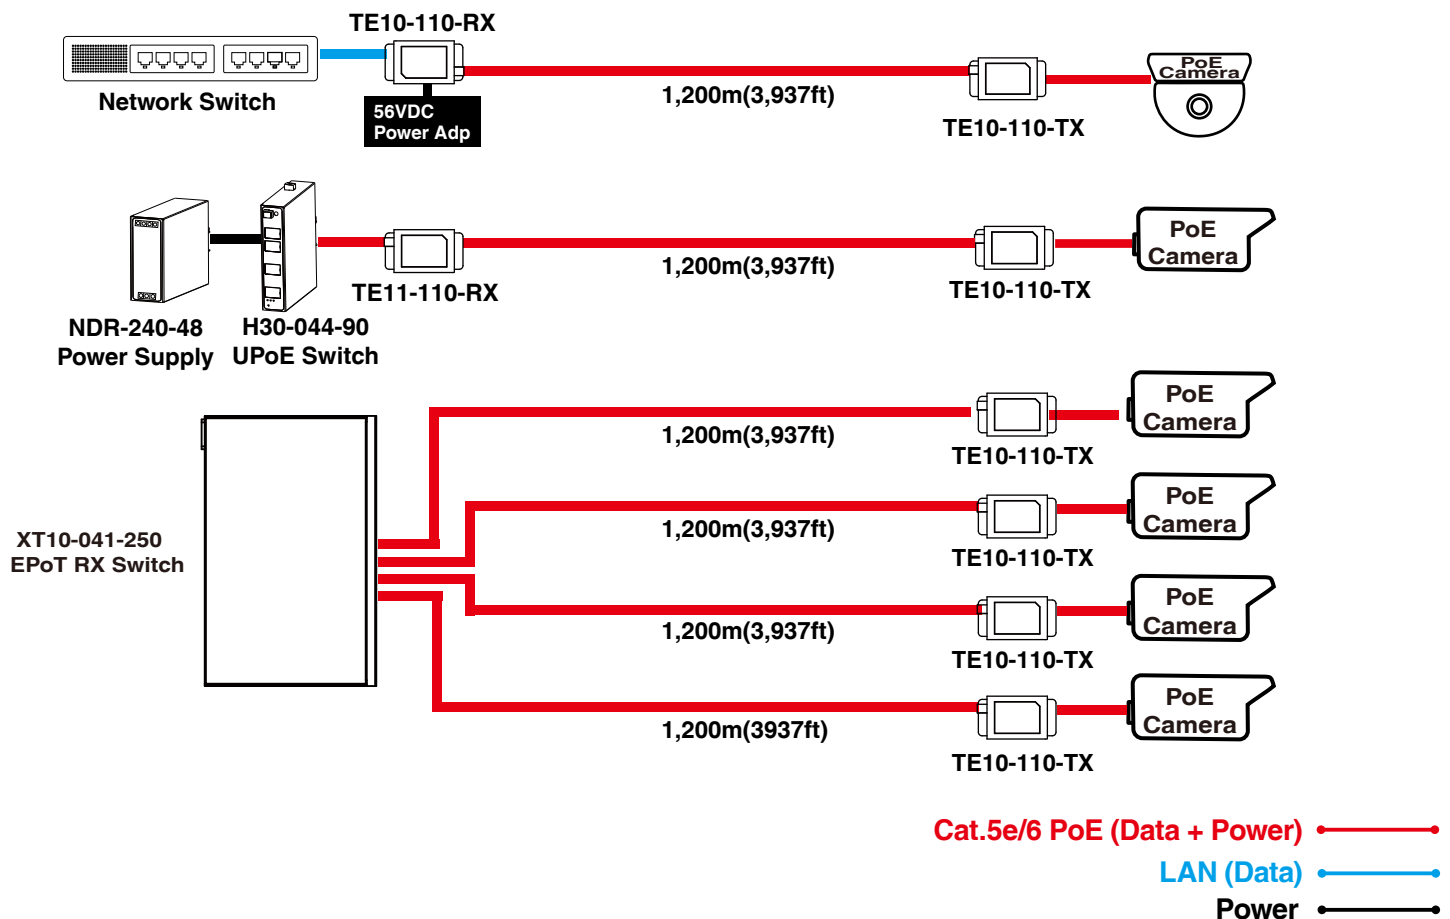 TE10-110-RX
PoE
Camera
Network Switch
56VDC
Power Adp
1,200m(3,937ft)
TE10-110-TX
PoE
Camera
1,200m(3,937ft)
TE11-110-RX
TE10-110-TX
NDR-240-48
Power Supply
H30-044-90
UPoE Switch
PoE
Camera
1,200m(3,937ft)
TE10-110-TX
PoE
Camera
1,200m(3,937ft)
TE10-110-TX
XT10-041-250
EPoT RX Switch
PoE
Camera
1,200m(3,937ft)
TE10-110-TX
PoE
Camera
1,200m(3937ft)
TE10-110-TX
Cat.5e/6 PoE (Data + Power)
LAN (Data)
Power